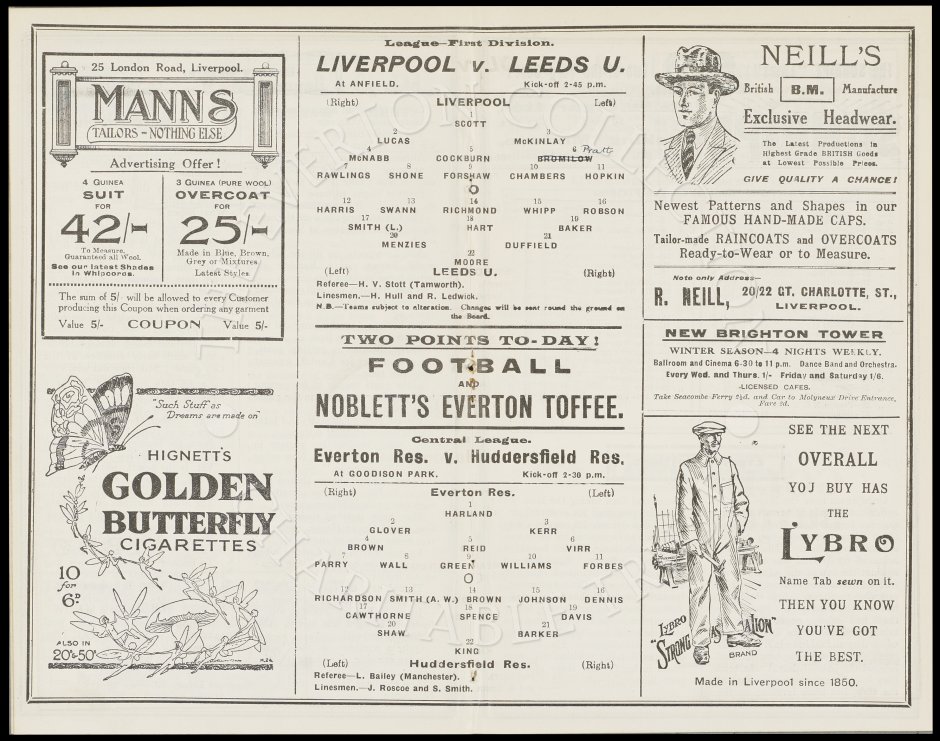 25 London Road, Liverpool.
MANNS
TAILORS - NOTHING ELSE
Advertising Offer !
4 GUINEA
SUIT
FOR
42/-
To Measure,
Guaranteed all Wool.
See our latest Shades
in Whipcords.
3 GUINEA (PURE WOOL)
OVERCOAT
FOR
25/-
Made in Blue, Brown,
Grey or Mixtures.
Latest Styles.
The sum of 5/- will be allowed to every Customer
producing this Coupon when ordering any garment
Value 5/- COUPON Value 5/-
"Such Stuff as
Dreams are made on"
HIGNETT'S
GOLDEN
BUTTERFLY
CIGARETTES
10
for
6D
ALSO IN
20s & 50s
League—First Division.
LIVERPOOL v. LEEDS U.
At ANFIELD. Kick-off 2-45 p.m.
(Right) LIVERPOOL Left)
1
SCOTT
2 3
LUCAS McKINLAY
4 5 6 Pratt
McNABB COCKBURN BROMILOW
7 8 9 10 11
RAWLINGS SHONE FORSHAW CHAMBERS HOPKIN
O
12 13 14 15 16
HARRIS SWANN RICHMOND WHIPP ROBSON
17 18 19
SMITH (L.) HART BAKER
20 21
MENZIES DUFFIELD
22
MOORE
(Left) LEEDS U. (Right)
Referee—H. V. Stott (Tamworth).
Linesmen.—H. Hull and R. Ledwick.
N.B.—Teams subject to alteration. Changes will be sent round the ground on
the Board.
TWO POINTS TO-DAY!
FOOTBALL
AND
NOBLETT'S EVERTON TOFFEE.
Central League.
Everton Res. v. Huddersfield Res.
At GOODISON PARK. Kick-off 2-30 p.m.
(Right) Everton Res. (Left)
1
HARLAND
2 3
GLOVER KERR
4 5 6
BROWN REID VIRR
7 8 9 10 11
PARRY WALL GREEN WILLIAMS FORBES
O
12 13 14 15 16
RICHARDSON SMITH (A. W.) BROWN JOHNSON DENNIS
17 18 19
CAWTHORNE SPENCE DAVIS
20 21
SHAW BARKER
22
KING
(Left) Huddersfield Res. (Right)
Referee—L. Bailey (Manchester).
Linesmen.—J. Roscoe and S. Smith.
NEILL'S
British B.M. Manufacture
Exclusive Headwear.
The Latest Productions in
Highest Grade BRITISH Goods
at Lowest Possible Prices.
GIVE QUALITY A CHANCE!
Newest Patterns and Shapes in our
FAMOUS HAND-MADE CAPS.
Tailor-made RAINCOATS and OVERCOATS
Ready-to-Wear or to Measure.
Note only Address—
R. NEILL, 20/22 GT. CHARLOTTE, ST.,
LIVERPOOL.
NEW BRIGHTON TOWER
WINTER SEASON—4 NIGHTS WEEKLY.
Ballroom and Cinema 6-30 to 11 p.m. Dance Band and Orchestra.
Every Wed. and Thurs. 1/- Friday and Saturday 1/6.
LICENSED CAFES.
Take Seacombe Ferry 2½d. and Car to Molyneux Drive Entrance,
Fare 2d.
SEE THE NEXT
OVERALL
YOJ BUY HAS
THE
LYBRO
Name Tab sewn on it.
THEN YOU KNOW
YOU'VE GOT
THE BEST.
LYBRO
"STRONG AS A LION"
BRAND
Made in Liverpool since 1850.